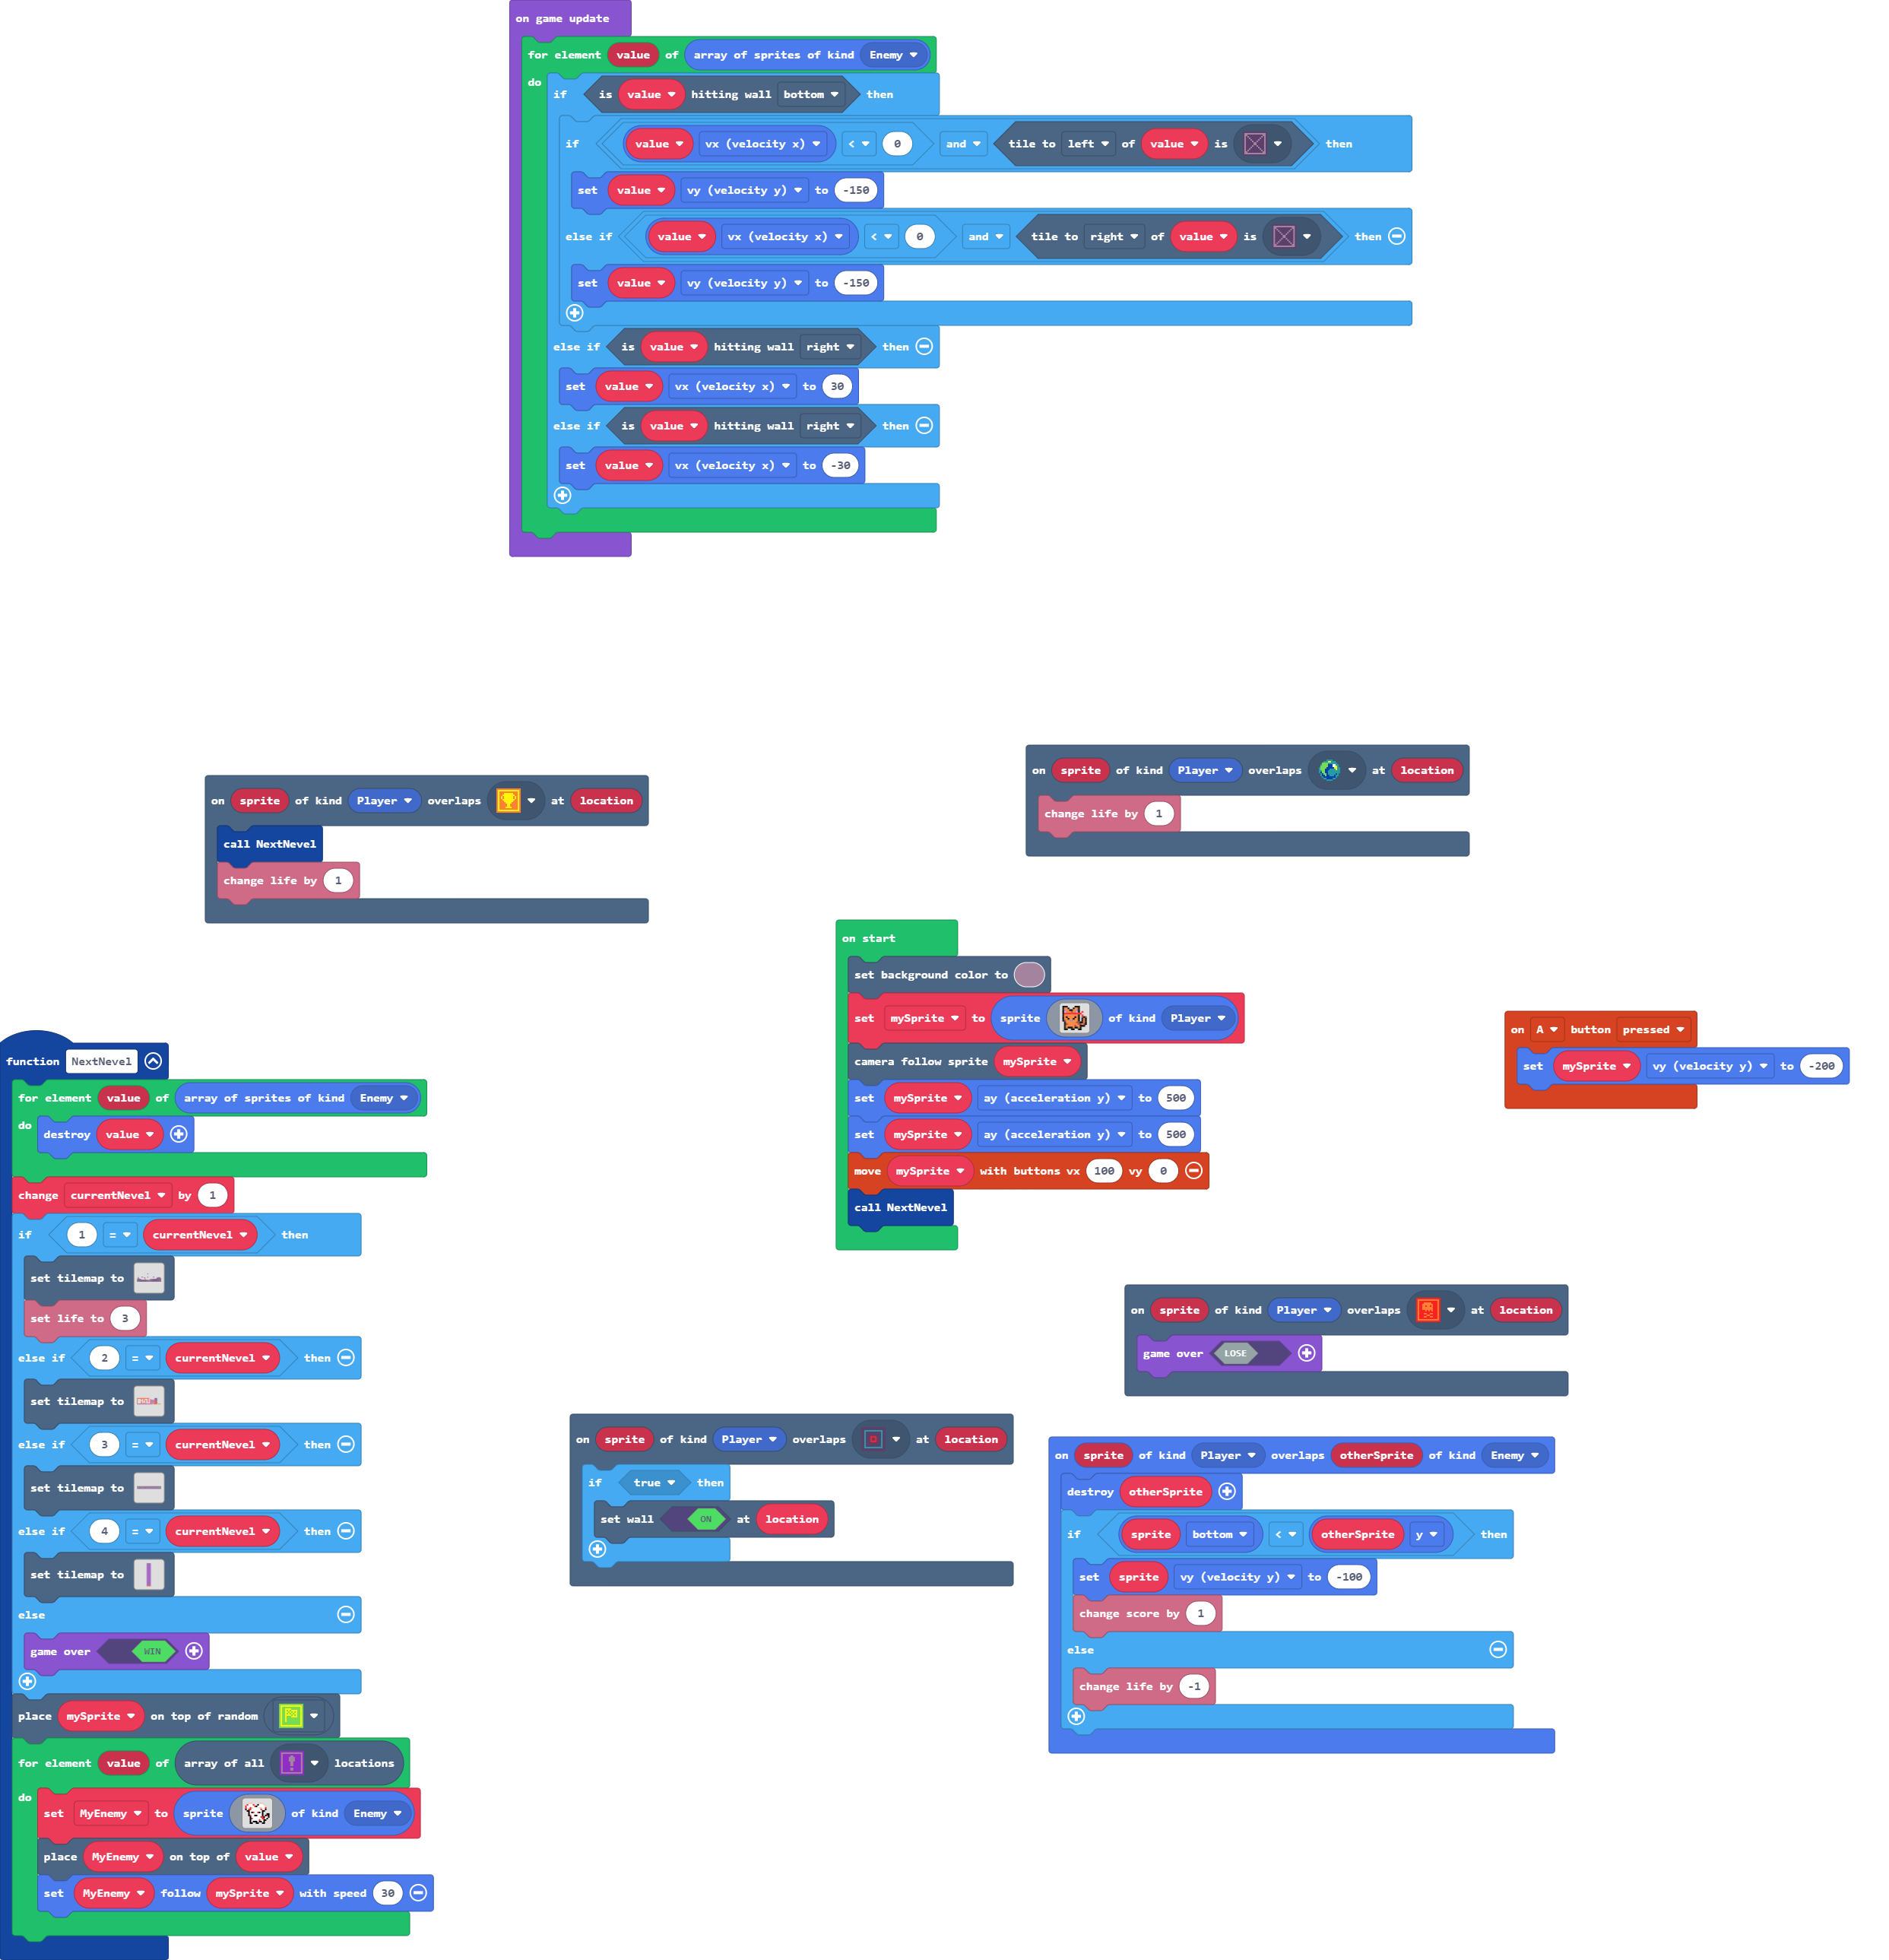 on game update
for element value of array of sprites of kind Enemy
do
if is value hitting wall bottom then
if value vx (velocity x) < 0 and tile to left of value is then
set value vy (velocity y) to -150
else if value vx (velocity x) < 0 and tile to right of value is then
set value vy (velocity y) to -150
else if is value hitting wall right then
set value vx (velocity x) to 30
else if is value hitting wall right then
set value vx (velocity x) to -30
on sprite of kind Player overlaps at location
call NextNevel
change life by 1
on sprite of kind Player overlaps at location
change life by 1
on start
set background color to
set mySprite to sprite of kind Player
camera follow sprite mySprite
set mySprite ay (acceleration y) to 500
set mySprite ay (acceleration y) to 500
move mySprite with buttons vx 100 vy 0
call NextNevel
on A button pressed
set mySprite vy (velocity y) to -200
function NextNevel
for element value of array of sprites of kind Enemy
do destroy value
change currentNevel by 1
if 1 = currentNevel then
set tilemap to
set life to 3
else if 2 = currentNevel then
set tilemap to
else if 3 = currentNevel then
set tilemap to
else if 4 = currentNevel then
set tilemap to
else
game over WIN
place mySprite on top of random
for element value of array of all locations
do
set MyEnemy to sprite of kind Enemy
place MyEnemy on top of value
set MyEnemy follow mySprite with speed 30
on sprite of kind Player overlaps at location
game over LOSE
on sprite of kind Player overlaps at location
if true then
set wall ON at location
on sprite of kind Player overlaps otherSprite of kind Enemy
destroy otherSprite
if sprite bottom < otherSprite y then
set sprite vy (velocity y) to -100
change score by 1
else
change life by -1